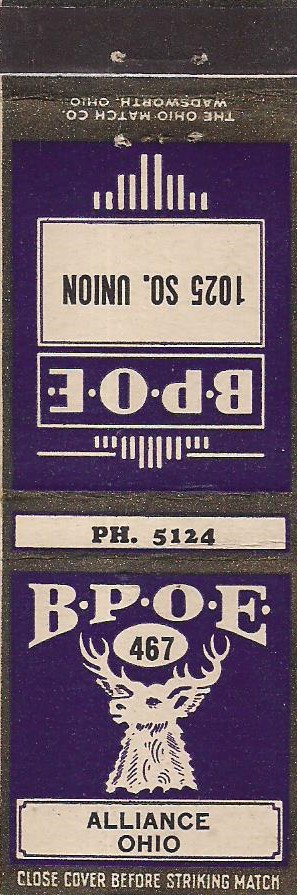 THE OHIO MATCH CO.
WADSWORTH, OHIO
B·P·O·E·
1025 SO. UNION
PH. 5124
B·P·O·E·
467
ALLIANCE
OHIO
CLOSE COVER BEFORE STRIKING MATCH